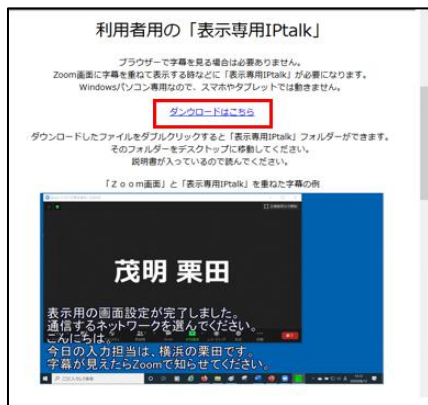 利用者用の「表示専用IPtalk」
ブラウザーで字幕を見る場合は必要ありません。
Zoom画面に字幕を重ねて表示する時などに「表示専用IPtalk」が必要になります。
Windowsパソコン専用なので、スマホやタブレットでは動きません。
ダンウロードはこちら
ダウンロードしたファイルをダブルクリックすると「表示専用IPtalk」フォルダーができます。
そのフォルダーをデスクトップに移動してください。
説明書が入っているので読んでください。
「Ｚｏｏｍ画面」と「表示専用IPtalk」を重ねた字幕の例
茂明 栗田
表示用の画面設定が完了しました。
通信するネットワークを選んでください。
こんにちは。
今日の入力担当は、横浜の栗田です。
字幕が見えたらZoomで知らせてください。